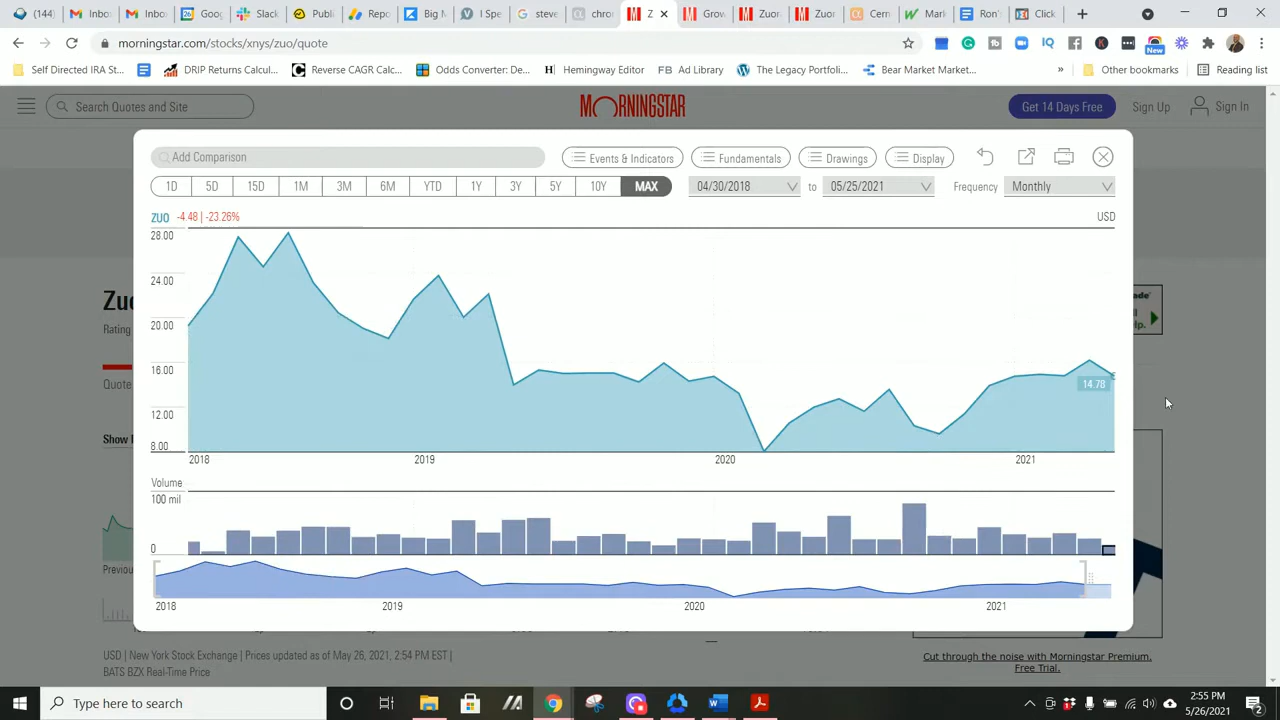 (144)
Inbo
Inbo
Goo
Slack
Pub
Repo
Big N
I Spe
steve
chro
Z
Grow
Zuor
Zuor
Cen
Mark
Ron'
Click
morningstar.com/stocks/xnys/zuo/quote
New
Self Directed IRA St...
DRIP Returns Calcul...
Reverse CAGR Calc...
Odds Converter: De...
Hemingway Editor
FB Ad Library
The Legacy Portfoli...
Bear Market Market...
»
Other bookmarks
Reading list
Search Quotes and Site
MORNINGSTAR
Get 14 Days Free
Sign Up
Sign In
Add Comparison
Events & Indicators
Fundamentals
Drawings
Display
1D
5D
15D
1M
3M
6M
YTD
1Y
3Y
5Y
10Y
MAX
04/30/2018
to
05/25/2021
Frequency
Monthly
ZUO -4.48 | -23.26%
USD
28.00
24.00
20.00
16.00
14.78
12.00
8.00
2018
2019
2020
2021
Volume
100 mil
0
2018
2019
2020
2021
Zuo
Rating
Quote
Show
Previous
USD | New York Stock Exchange | Prices updated as of May 26, 2021, 2:54 PM EST |
BATS BZX Real-Time Price
Cut through the noise with Morningstar Premium.
Free Trial.
Type here to search
2:55 PM
5/26/2021
2